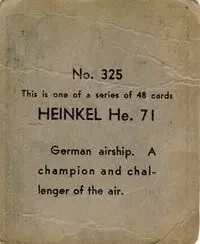 No. 325
This is one of a series of 48 cards
HEINKEL He. 71
German airship. A
champion and chal-
lenger of the air.